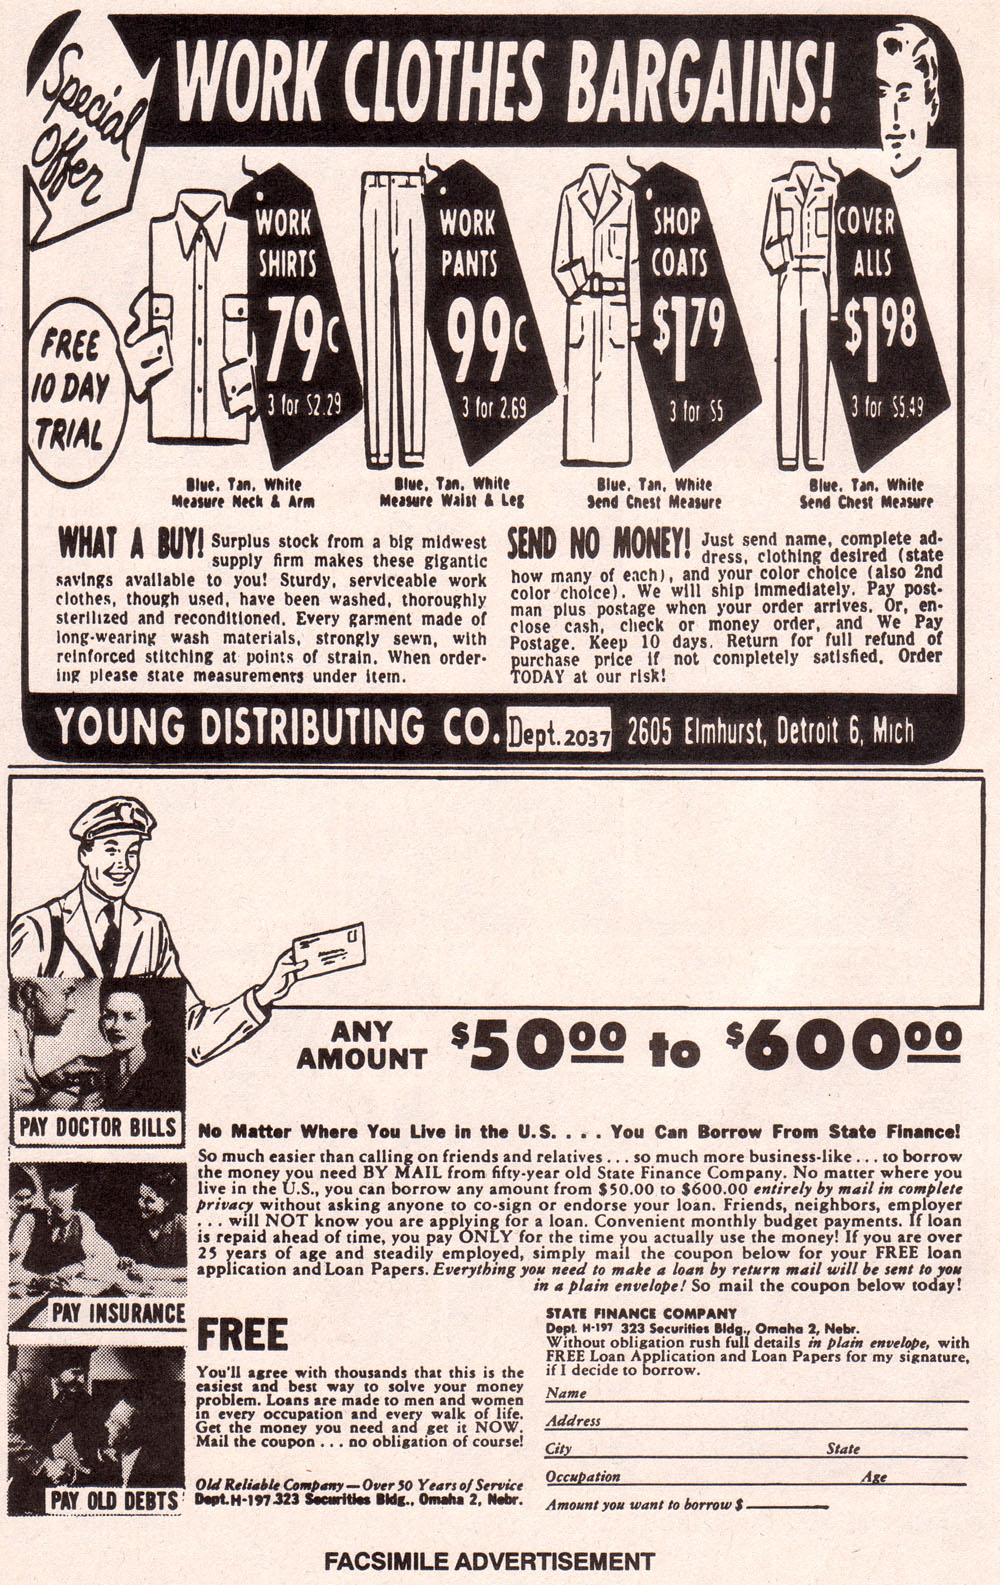 Special
Offer
WORK CLOTHES BARGAINS!
FREE
10 DAY
TRIAL
WORK
SHIRTS
79c
3 for $2.29
Blue, Tan, White
Measure Neck & Arm
WORK
PANTS
99c
3 for 2.69
Blue, Tan, White
Measure Waist & Leg
SHOP
COATS
$179
3 for $5
Blue, Tan, White
Send Chest Measure
COVER
ALLS
$198
3 for $5.49
Blue, Tan, White
Send Chest Measure
WHAT A BUY! Surplus stock from a big midwest
supply firm makes these gigantic
savings available to you! Sturdy, serviceable work
clothes, though used, have been washed, thoroughly
sterilized and reconditioned. Every garment made of
long-wearing wash materials, strongly sewn, with
reinforced stitching at points of strain. When order-
ing please state measurements under item.
SEND NO MONEY! Just send name, complete ad-
dress, clothing desired (state
how many of each), and your color choice (also 2nd
color choice). We will ship immediately. Pay post-
man plus postage when your order arrives. Or, en-
close cash, check or money order, and We Pay
Postage. Keep 10 days. Return for full refund of
purchase price if not completely satisfied. Order
TODAY at our risk!
YOUNG DISTRIBUTING CO. Dept. 2037 2605 Elmhurst, Detroit 6, Mich
ANY
AMOUNT $5000 to $60000
PAY DOCTOR BILLS
PAY INSURANCE
PAY OLD DEBTS
No Matter Where You Live in the U.S. . . . You Can Borrow From State Finance!
So much easier than calling on friends and relatives . . . so much more business-like . . . to borrow
the money you need BY MAIL from fifty-year old State Finance Company. No matter where you
live in the U.S., you can borrow any amount from $50.00 to $600.00 entirely by mail in complete
privacy without asking anyone to co-sign or endorse your loan. Friends, neighbors, employer
. . . will NOT know you are applying for a loan. Convenient monthly budget payments. If loan
is repaid ahead of time, you pay ONLY for the time you actually use the money! If you are over
25 years of age and steadily employed, simply mail the coupon below for your FREE loan
application and Loan Papers. Everything you need to make a loan by return mail will be sent to you
in a plain envelope! So mail the coupon below today!
FREE
You'll agree with thousands that this is the
easiest and best way to solve your money
problem. Loans are made to men and women
in every occupation and every walk of life.
Get the money you need and get it NOW.
Mail the coupon . . . no obligation of course!
Old Reliable Company—Over 50 Years of Service
Dept. H-197 323 Securities Bldg., Omaha 2, Nebr.
STATE FINANCE COMPANY
Dept. H-197 323 Securities Bldg., Omaha 2, Nebr.
Without obligation rush full details in plain envelope, with
FREE Loan Application and Loan Papers for my signature,
if I decide to borrow.
Name
Address
City State
Occupation Age
Amount you want to borrow $
FACSIMILE ADVERTISEMENT